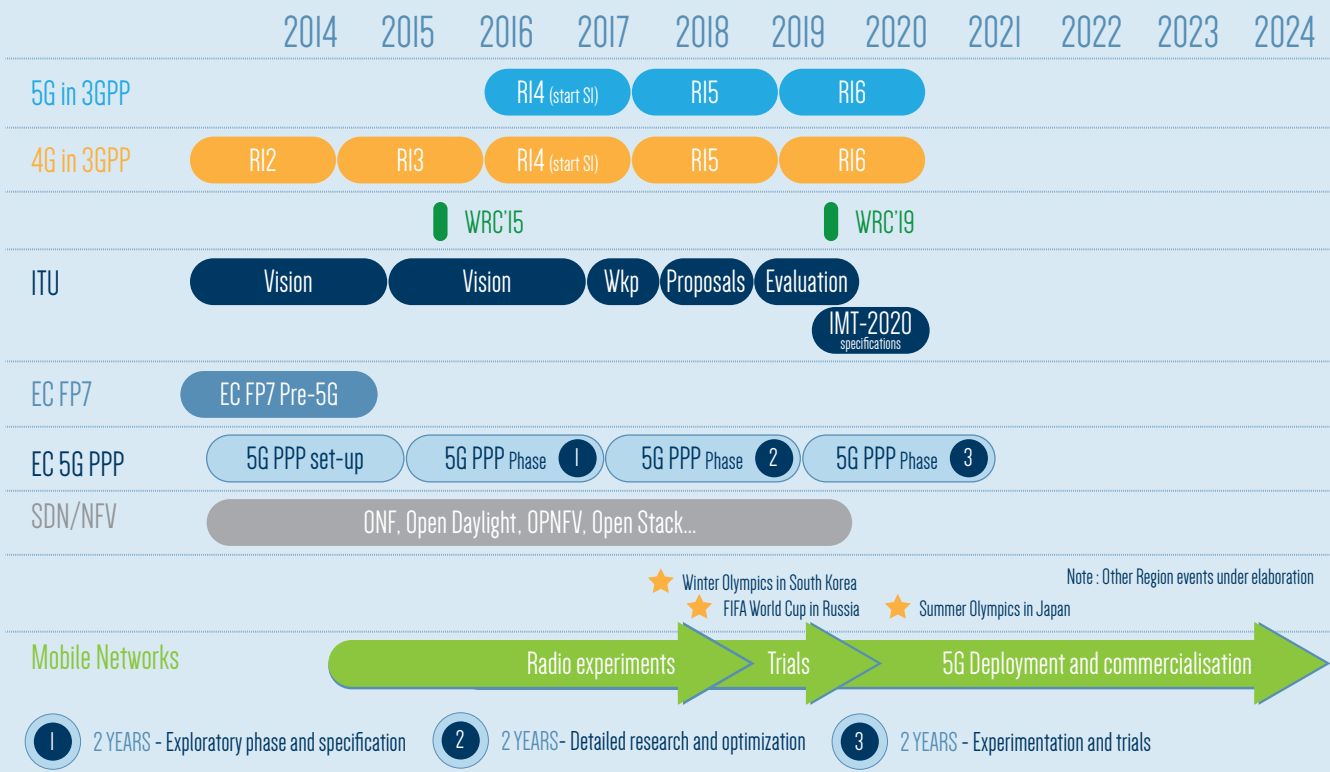 2014 2015 2016 2017 2018 2019 2020 2021 2022 2023 2024
5G in 3GPP R14 (start SI) R15 R16
4G in 3GPP R12 R13 R14 (start SI) R15 R16
WRC'15 WRC'19
ITU Vision Vision Wkp Proposals Evaluation
IMT-2020
specifications
EC FP7 EC FP7 Pre-5G
EC 5G PPP 5G PPP set-up 5G PPP Phase 1 5G PPP Phase 2 5G PPP Phase 3
SDN/NFV ONF, Open Daylight, OPNFV, Open Stack...
Winter Olympics in South Korea Note : Other Region events under elaboration
FIFA World Cup in Russia Summer Olympics in Japan
Mobile Networks Radio experiments Trials 5G Deployment and commercialisation
1 2 YEARS - Exploratory phase and specification 2 2 YEARS- Detailed research and optimization 3 2 YEARS - Experimentation and trials